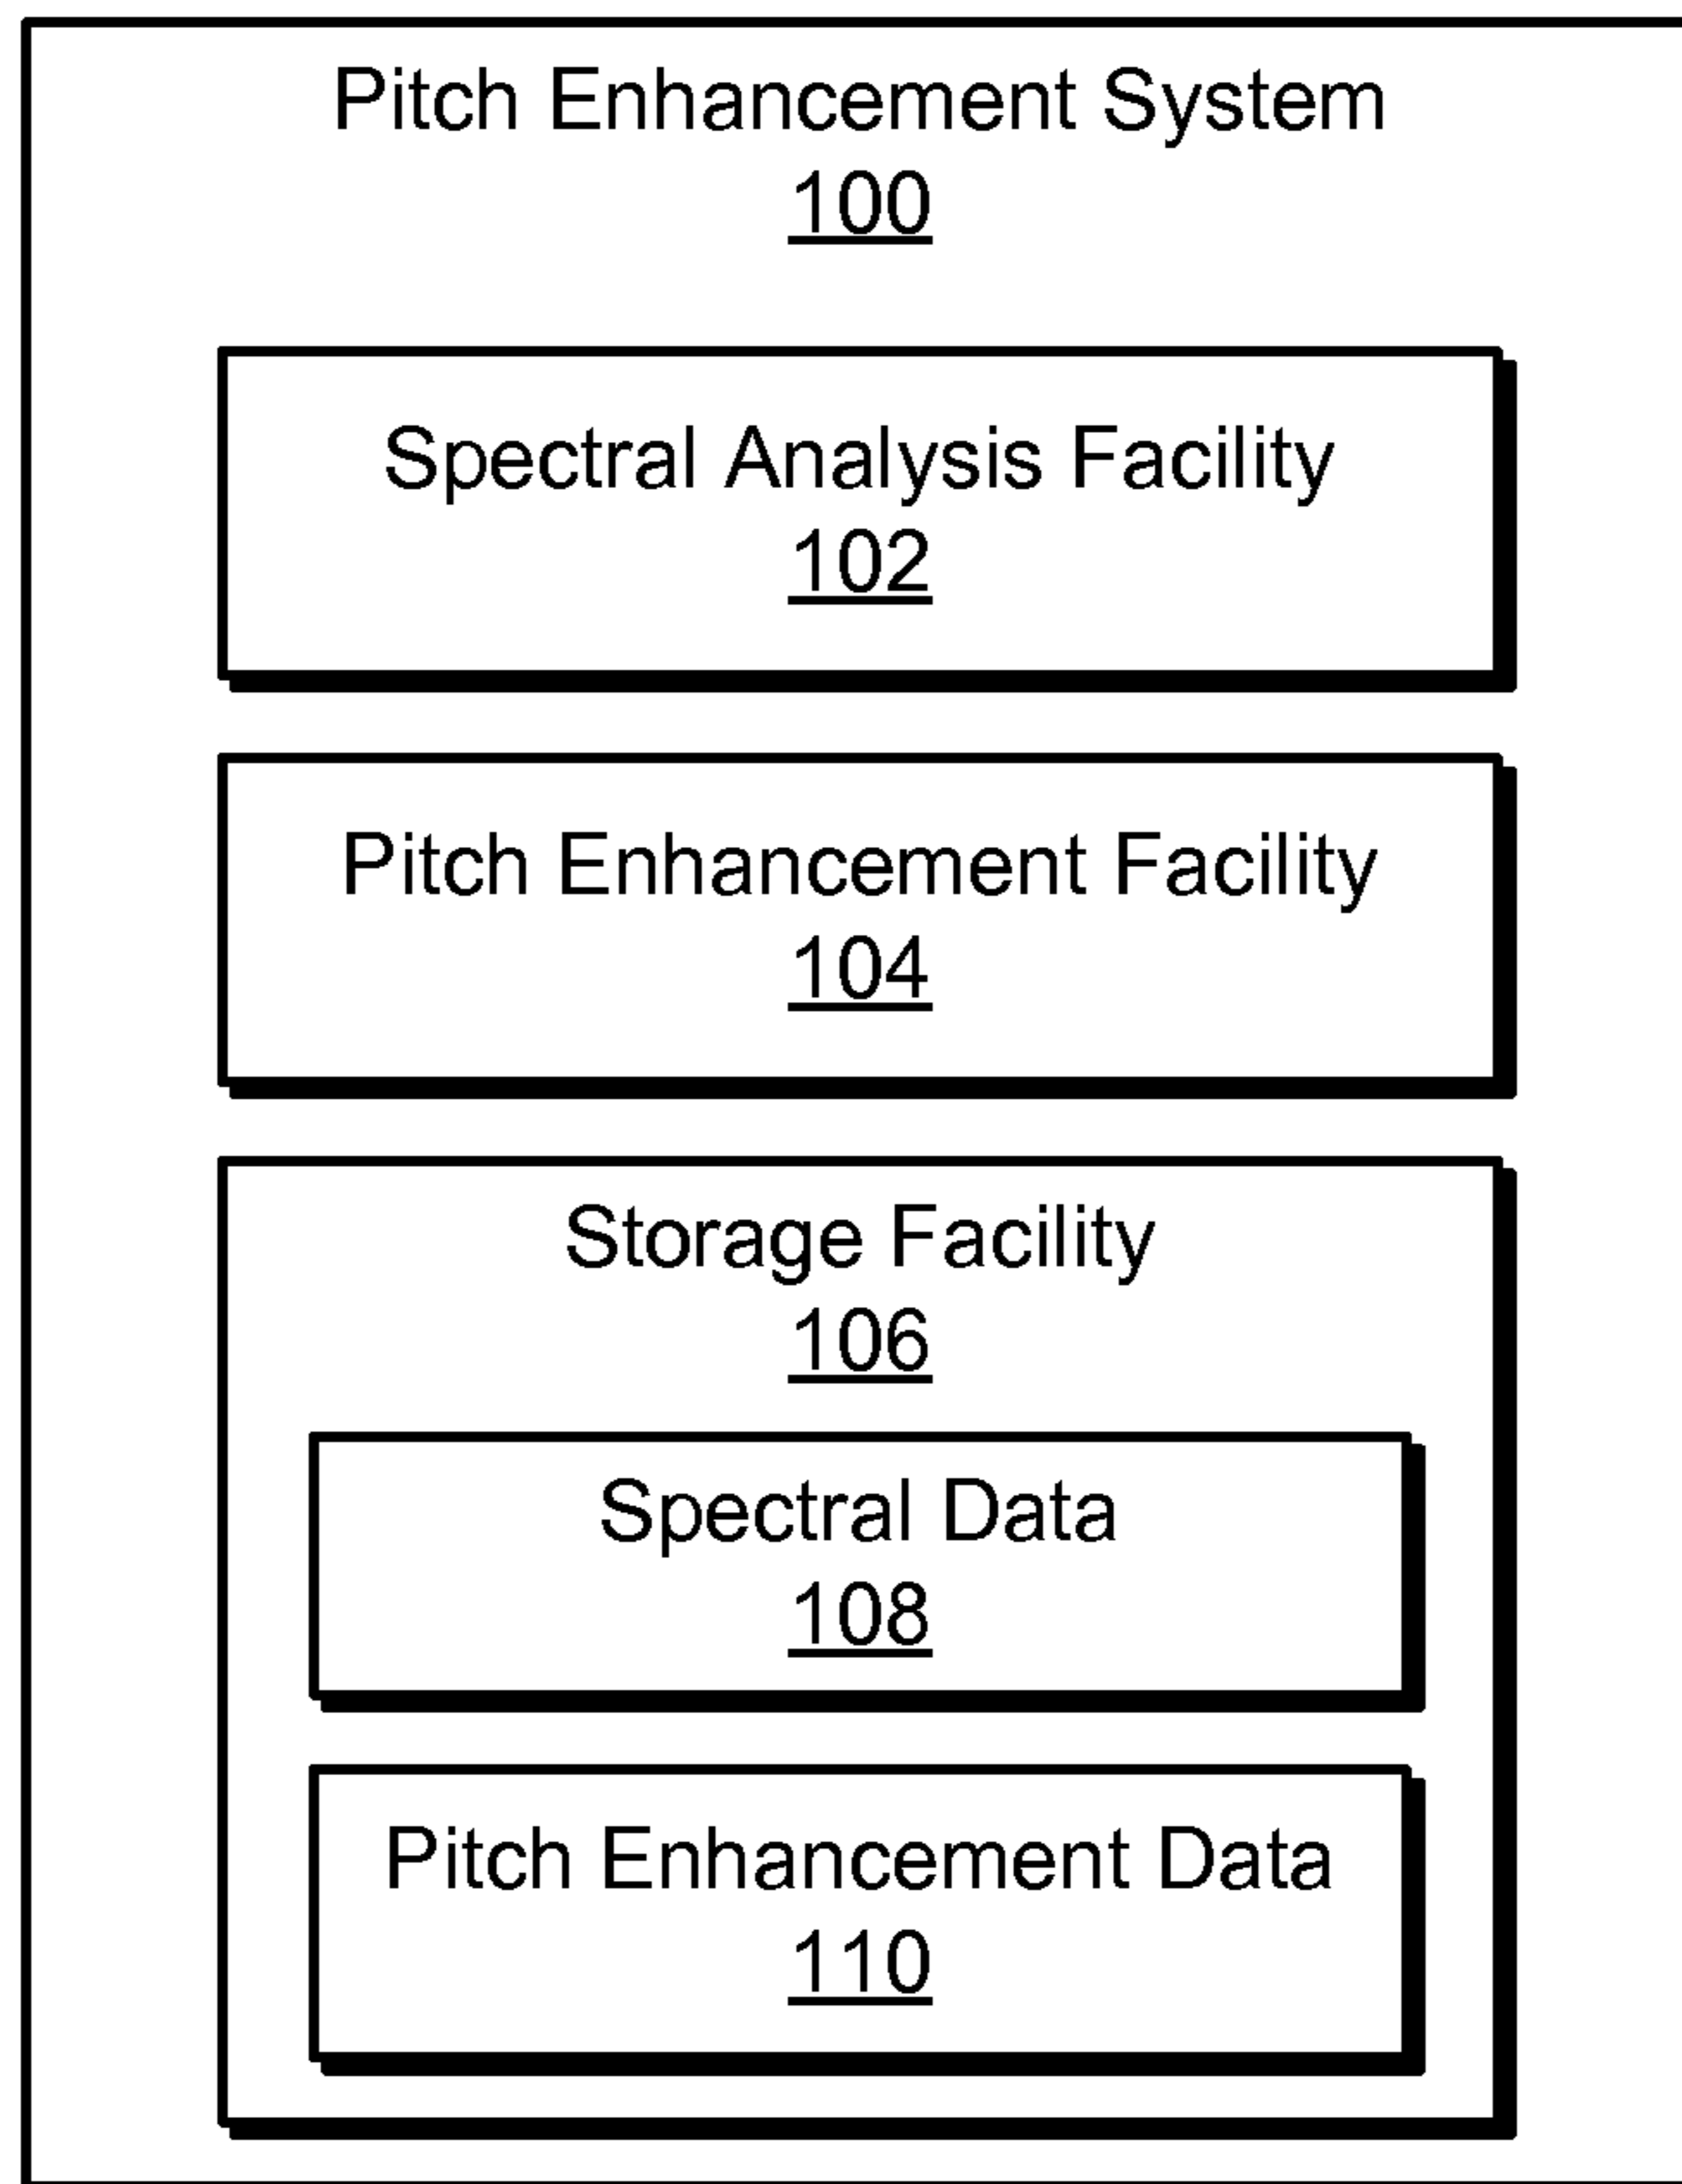 Pitch Enhancement System
100
Spectral Analysis Facility
102
Pitch Enhancement Facility
104
Storage Facility
106
Spectral Data
108
Pitch Enhancement Data
110